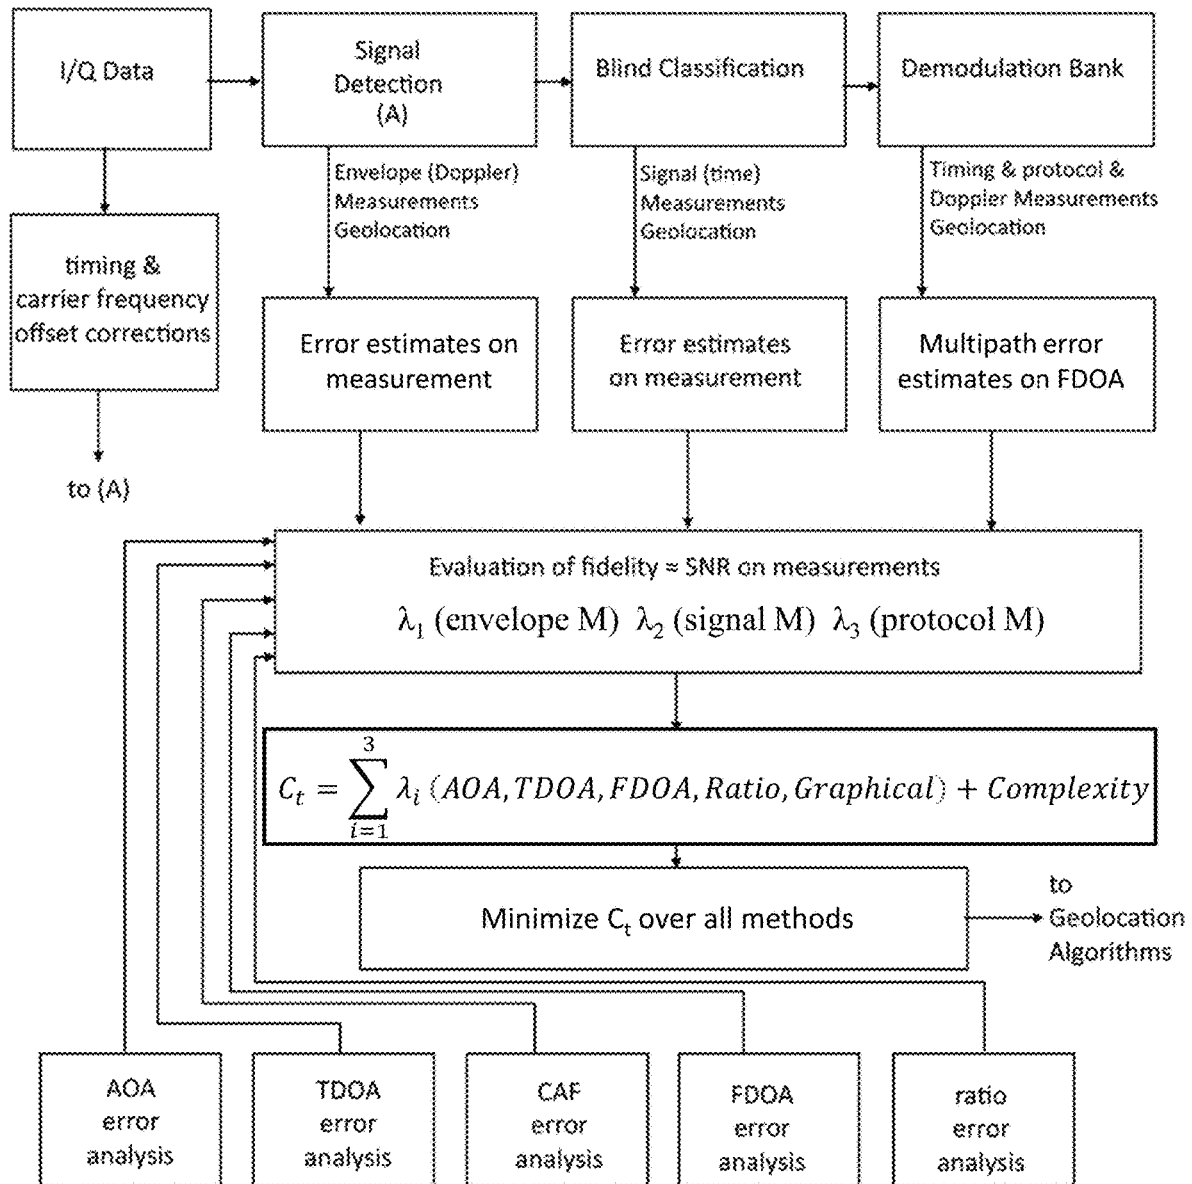 I/Q Data
Signal
Detection
(A)
Blind Classification
Demodulation Bank
Envelope (Doppler)
Measurements
Geolocation
Signal (time)
Measurements
Geolocation
Timing & protocol &
Doppler Measurements
Geolocation
timing &
carrier frequency
offset corrections
to (A)
Error estimates on
measurement
Error estimates
on measurement
Multipath error
estimates on FDOA
Evaluation of fidelity = SNR on measurements
λ₁ (envelope M) λ₂ (signal M) λ₃ (protocol M)
3
Cₜ = ∑ λᵢ (AOA, TDOA, FDOA, Ratio, Graphical) + Complexity
i=1
Minimize Cₜ over all methods
to
Geolocation
Algorithms
AOA
error
analysis
TDOA
error
analysis
CAF
error
analysis
FDOA
error
analysis
ratio
error
analysis